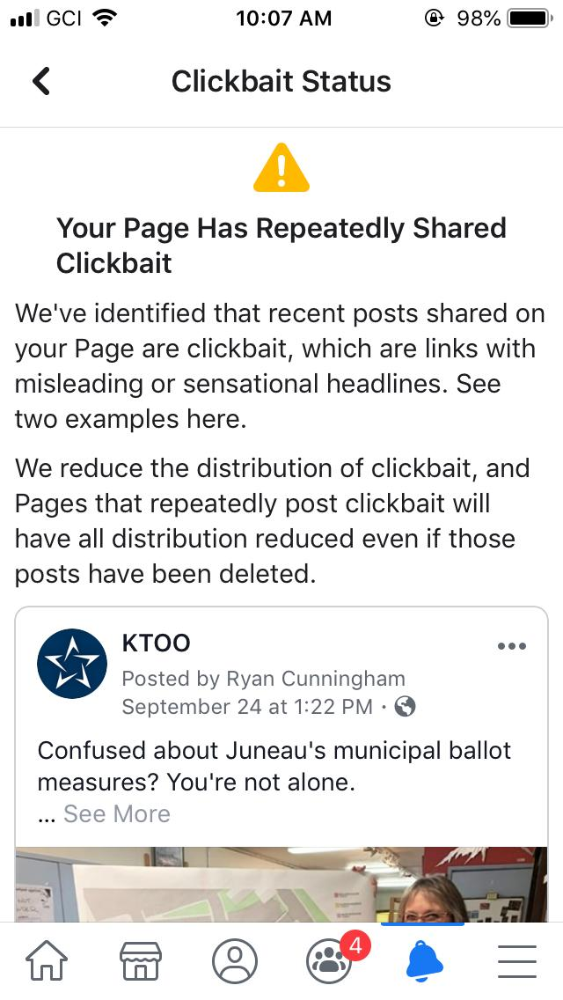 GCI 10:07 AM 98%
Clickbait Status
Your Page Has Repeatedly Shared
Clickbait
We've identified that recent posts shared on
your Page are clickbait, which are links with
misleading or sensational headlines. See
two examples here.
We reduce the distribution of clickbait, and
Pages that repeatedly post clickbait will
have all distribution reduced even if those
posts have been deleted.
KTOO
Posted by Ryan Cunningham
September 24 at 1:22 PM ·
Confused about Juneau's municipal ballot
measures? You're not alone.
... See More
4